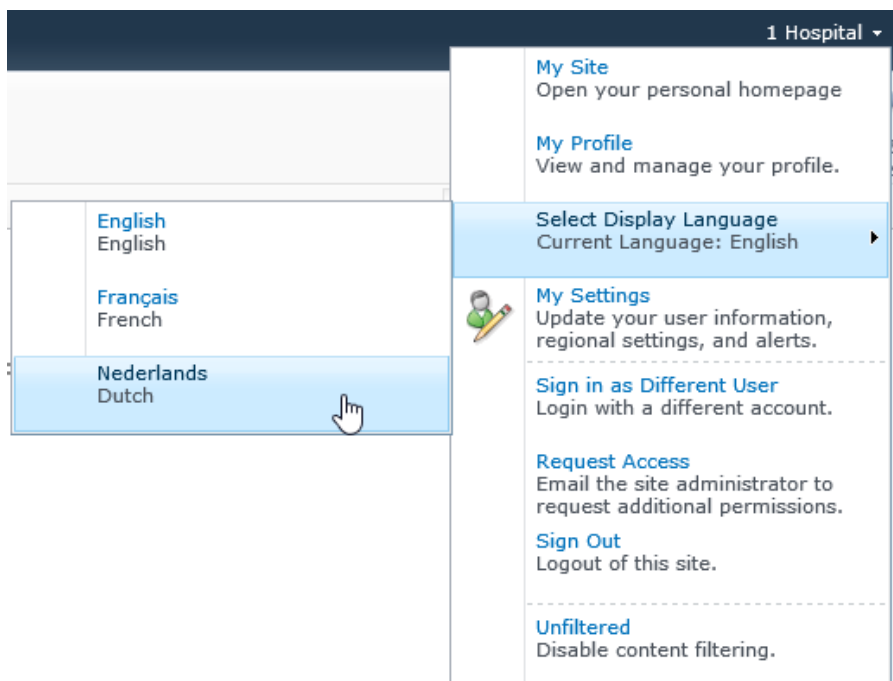 1 Hospital
My Site
Open your personal homepage
My Profile
View and manage your profile.
Select Display Language
Current Language: English
English
English
Français
French
Nederlands
Dutch
My Settings
Update your user information,
regional settings, and alerts.
Sign in as Different User
Login with a different account.
Request Access
Email the site administrator to
request additional permissions.
Sign Out
Logout of this site.
Unfiltered
Disable content filtering.